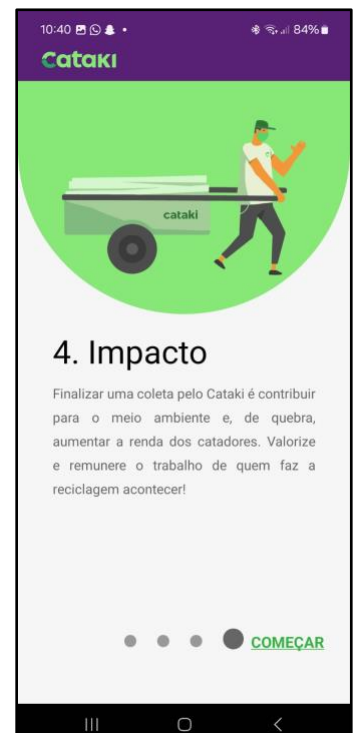 10:40
84%
Cataki
cataki
4. Impacto
Finalizar uma coleta pelo Cataki é contribuir
para o meio ambiente e, de quebra,
aumentar a renda dos catadores. Valorize
e remunere o trabalho de quem faz a
reciclagem acontecer!
COMEÇAR